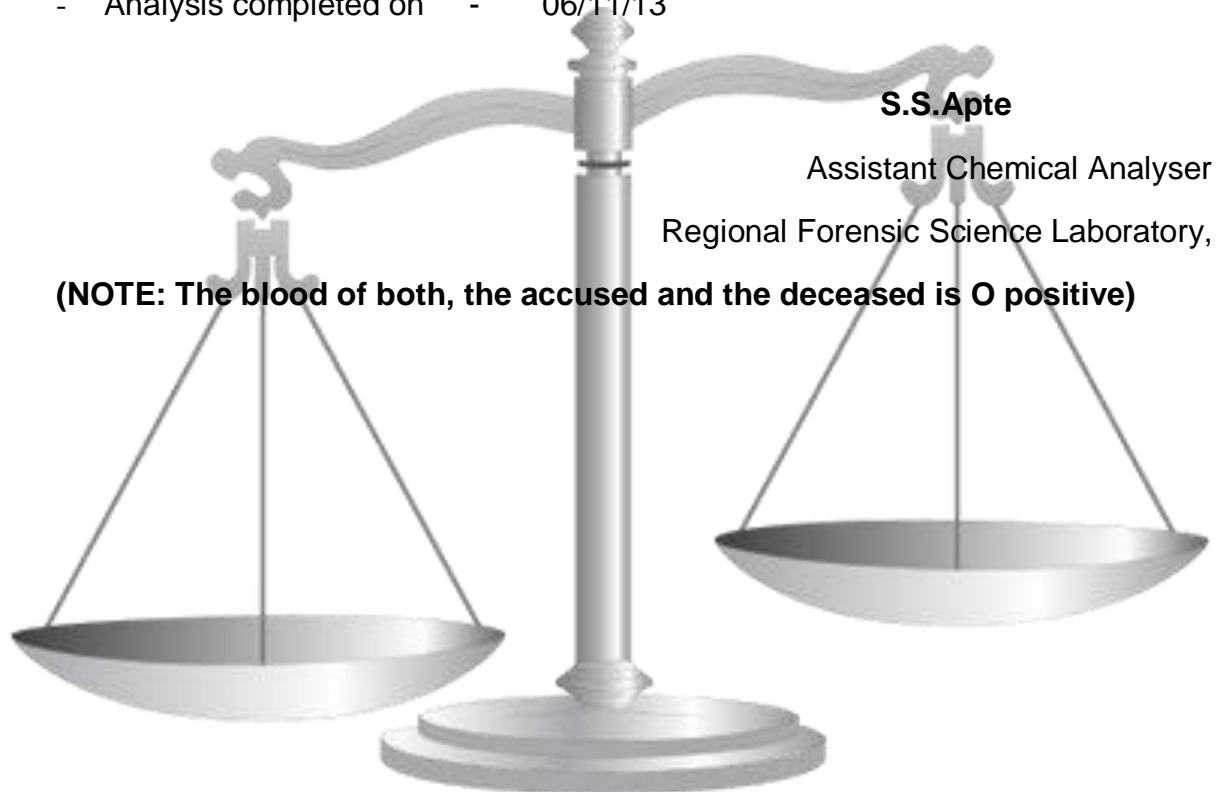 - Analysis completed on - 06/11/13
S.S.Apte
Assistant Chemical Analyser
Regional Forensic Science Laboratory,
(NOTE: The blood of both, the accused and the deceased is O positive)